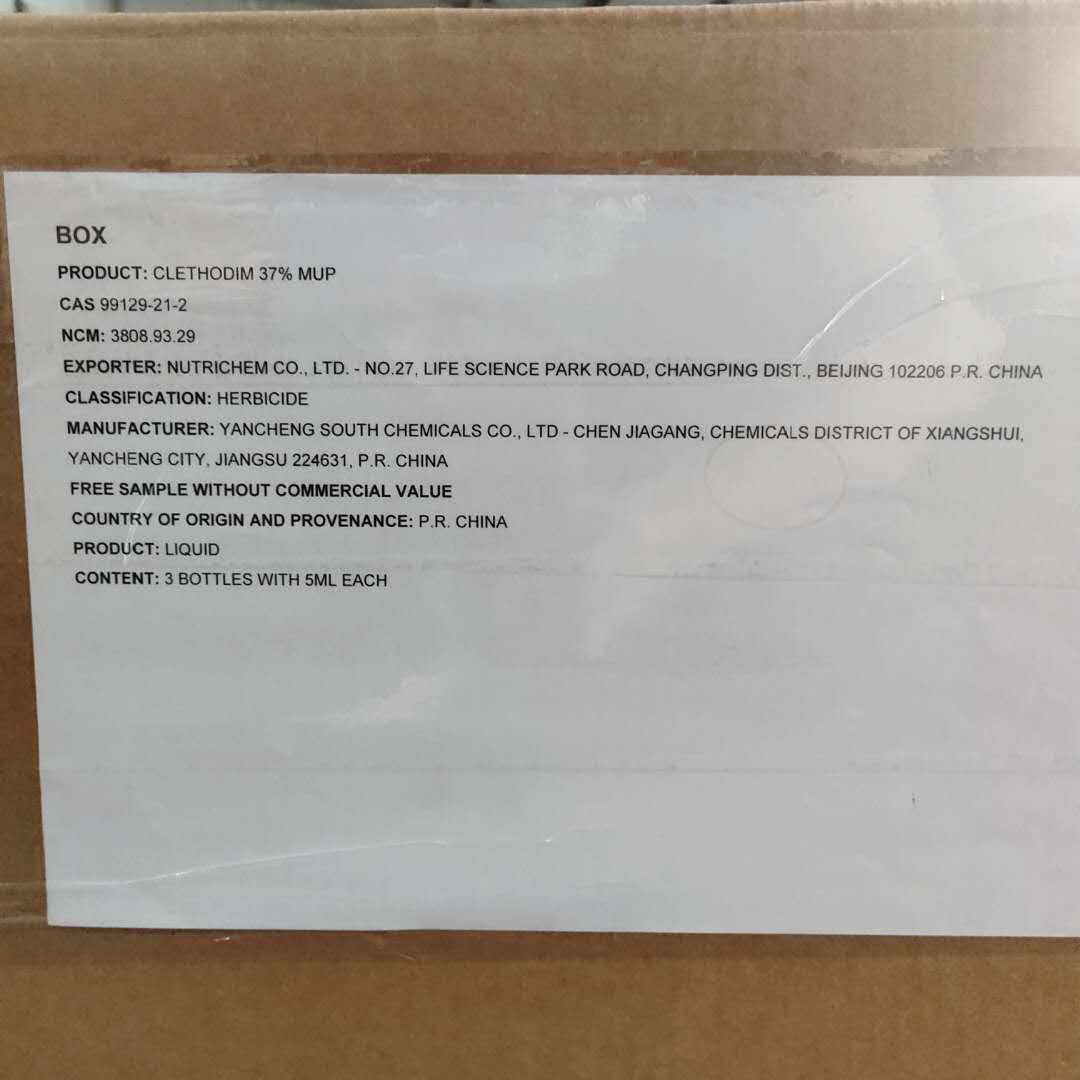 BOX
PRODUCT: CLETHODIM 37% MUP
CAS 99129-21-2
NCM: 3808.93.29
EXPORTER: NUTRICHEM CO., LTD. - NO.27, LIFE SCIENCE PARK ROAD, CHANGPING DIST., BEIJING 102206 P.R. CHINA
CLASSIFICATION: HERBICIDE
MANUFACTURER: YANCHENG SOUTH CHEMICALS CO., LTD - CHEN JIAGANG, CHEMICALS DISTRICT OF XIANGSHUI,
YANCHENG CITY, JIANGSU 224631, P.R. CHINA
FREE SAMPLE WITHOUT COMMERCIAL VALUE
COUNTRY OF ORIGIN AND PROVENANCE: P.R. CHINA
PRODUCT: LIQUID
CONTENT: 3 BOTTLES WITH 5ML EACH